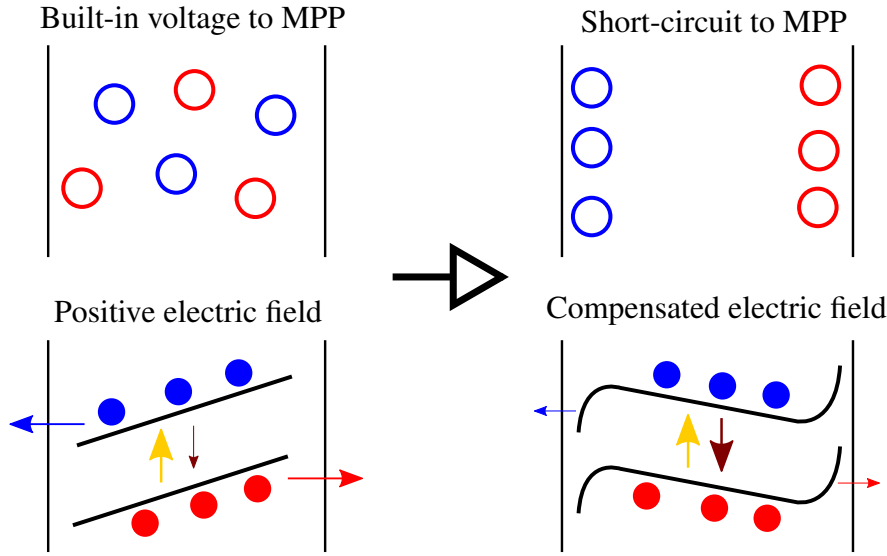 Built-in voltage to MPP
Short-circuit to MPP
Positive electric field
Compensated electric field